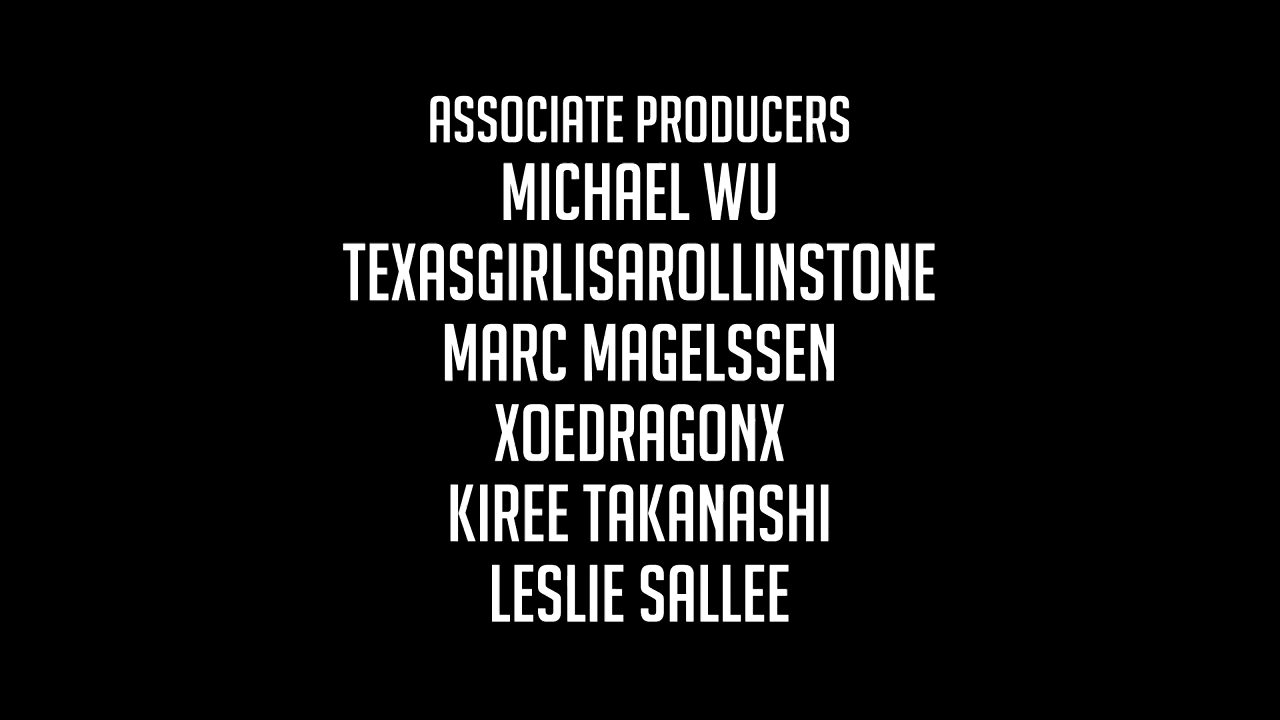 ASSOCIATE PRODUCERS
MICHAEL WU
TEXASGIRLISAROLLINSTONE
MARC MAGELSSEN
XOEDRAGONX
KIREE TAKANASHI
LESLIE SALLEE